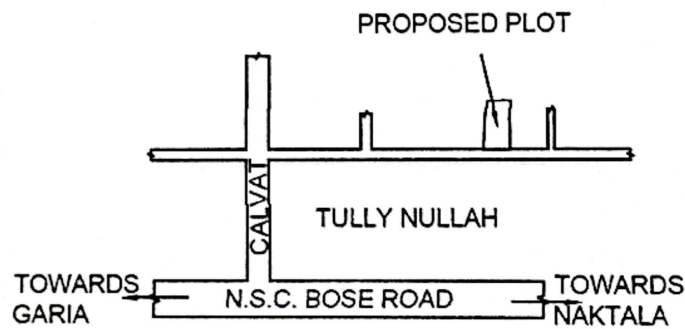 PROPOSED PLOT
CALVAT
TULLY NULLAH
TOWARDS
GARIA
N.S.C. BOSE ROAD
TOWARDS
NAKTALA